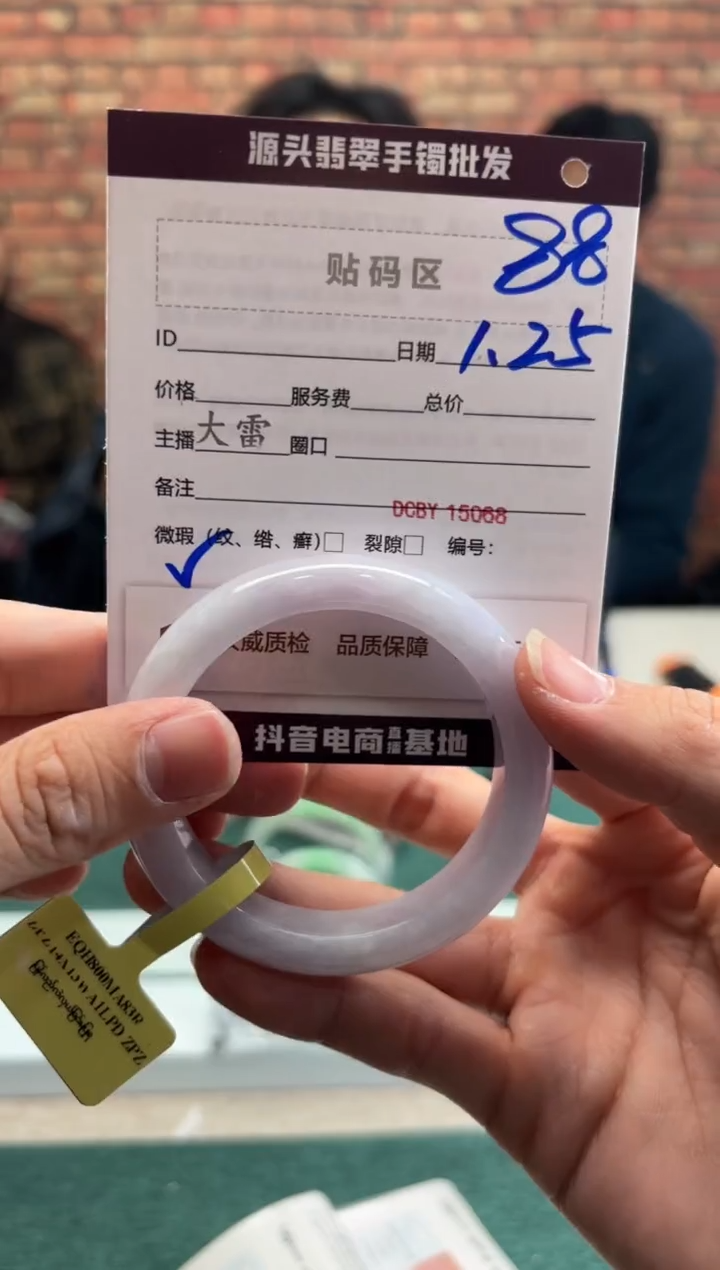 源头翡翠手镯批发
88
贴码区
ID 日期 1.25
价格 服务费 总价
主播 大雷 圈口
备注
DCBY 15068
微瑕（纹、绺、癣）□ 裂隙□ 编号：
威质检 品质保障
抖音电商直播基地